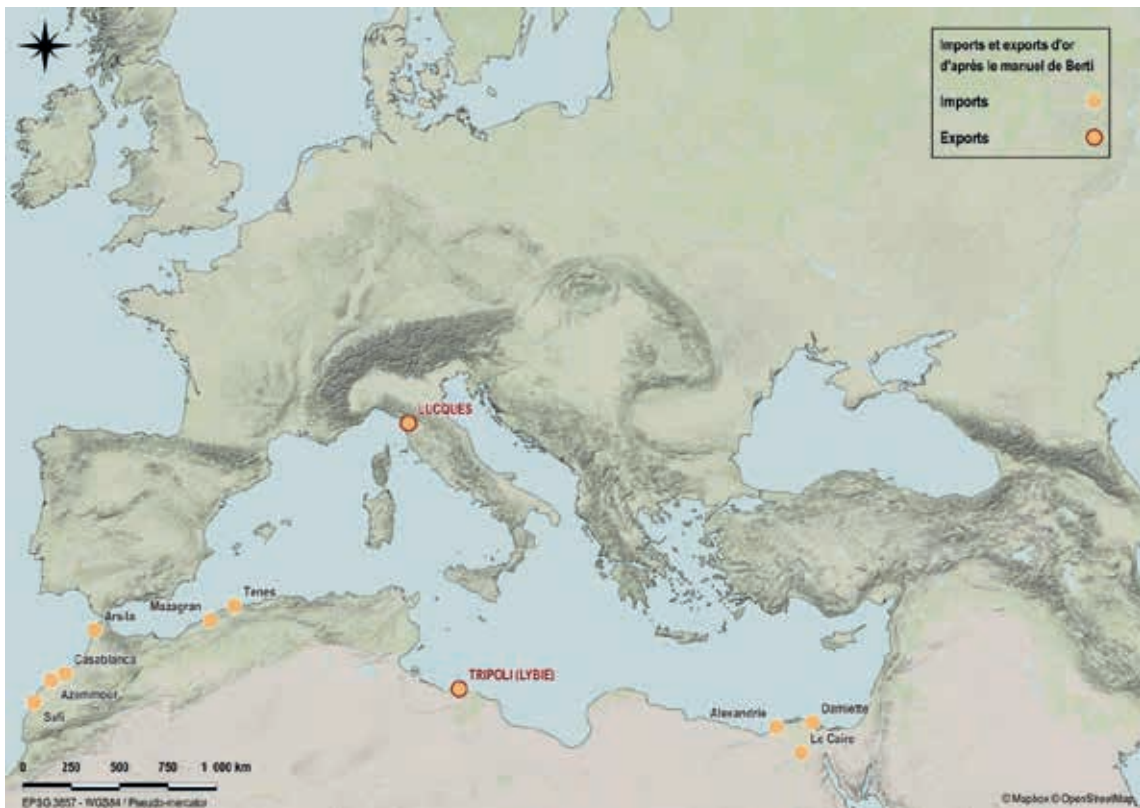 Imports et exports d'or
d'après le manuel de Berti
Imports
Exports
LUCQUES
Tenes
Mazagran
Arsila
Casablanca
Azemmour
Safi
TRIPOLI (LYBIE)
Alexandrie
Damiette
Le Caire
0 250 500 750 1 000 km
EPSG:3857 - WGS84 / Pseudo-mercator
©Mapbox ©OpenStreetMap